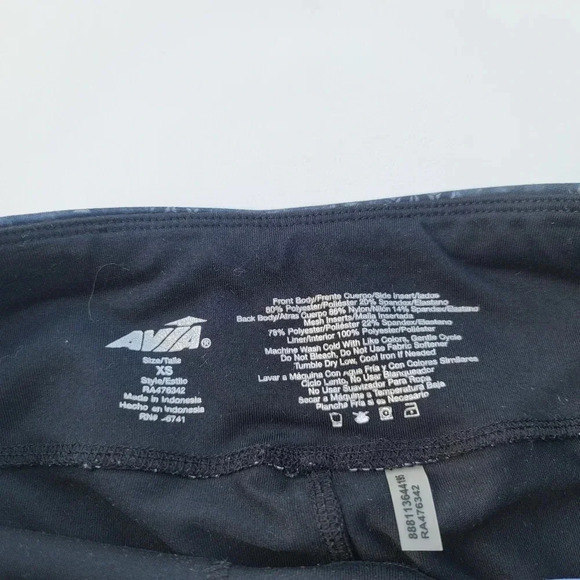 AVIA®
Size/Talla
XS
Style/Estilo
RA476342
Made in Indonesia
Hecho en Indonesia
RN# -6741
Front Body/Frente Cuerpo/Side Insert/lados
80% Polyester/Poliéster 20% Spandex/Elastano
Back Body/Atras Cuerpo 86% Nylon/Nilón 14% Spandex/Elastano
Mesh Inserts/Malla Insertada
78% Polyester/Poliéster 22% Spandex/Elastano
Liner/Interior 100% Polyester/Poliéster
Machine Wash Cold With Like Colors, Gentle Cycle
Do Not Bleach, Do Not Use Fabric Softener
Tumble Dry Low, Cool Iron If Needed
Lavar a Máquina Con agua Fría y Con Colores Similares
Ciclo Lento, No Usar Blanqueador
No Usar Suavizador Para Ropa
Secar a Máquina a Temperatura Baja
Plancha Fría si es Necesario
RA476342